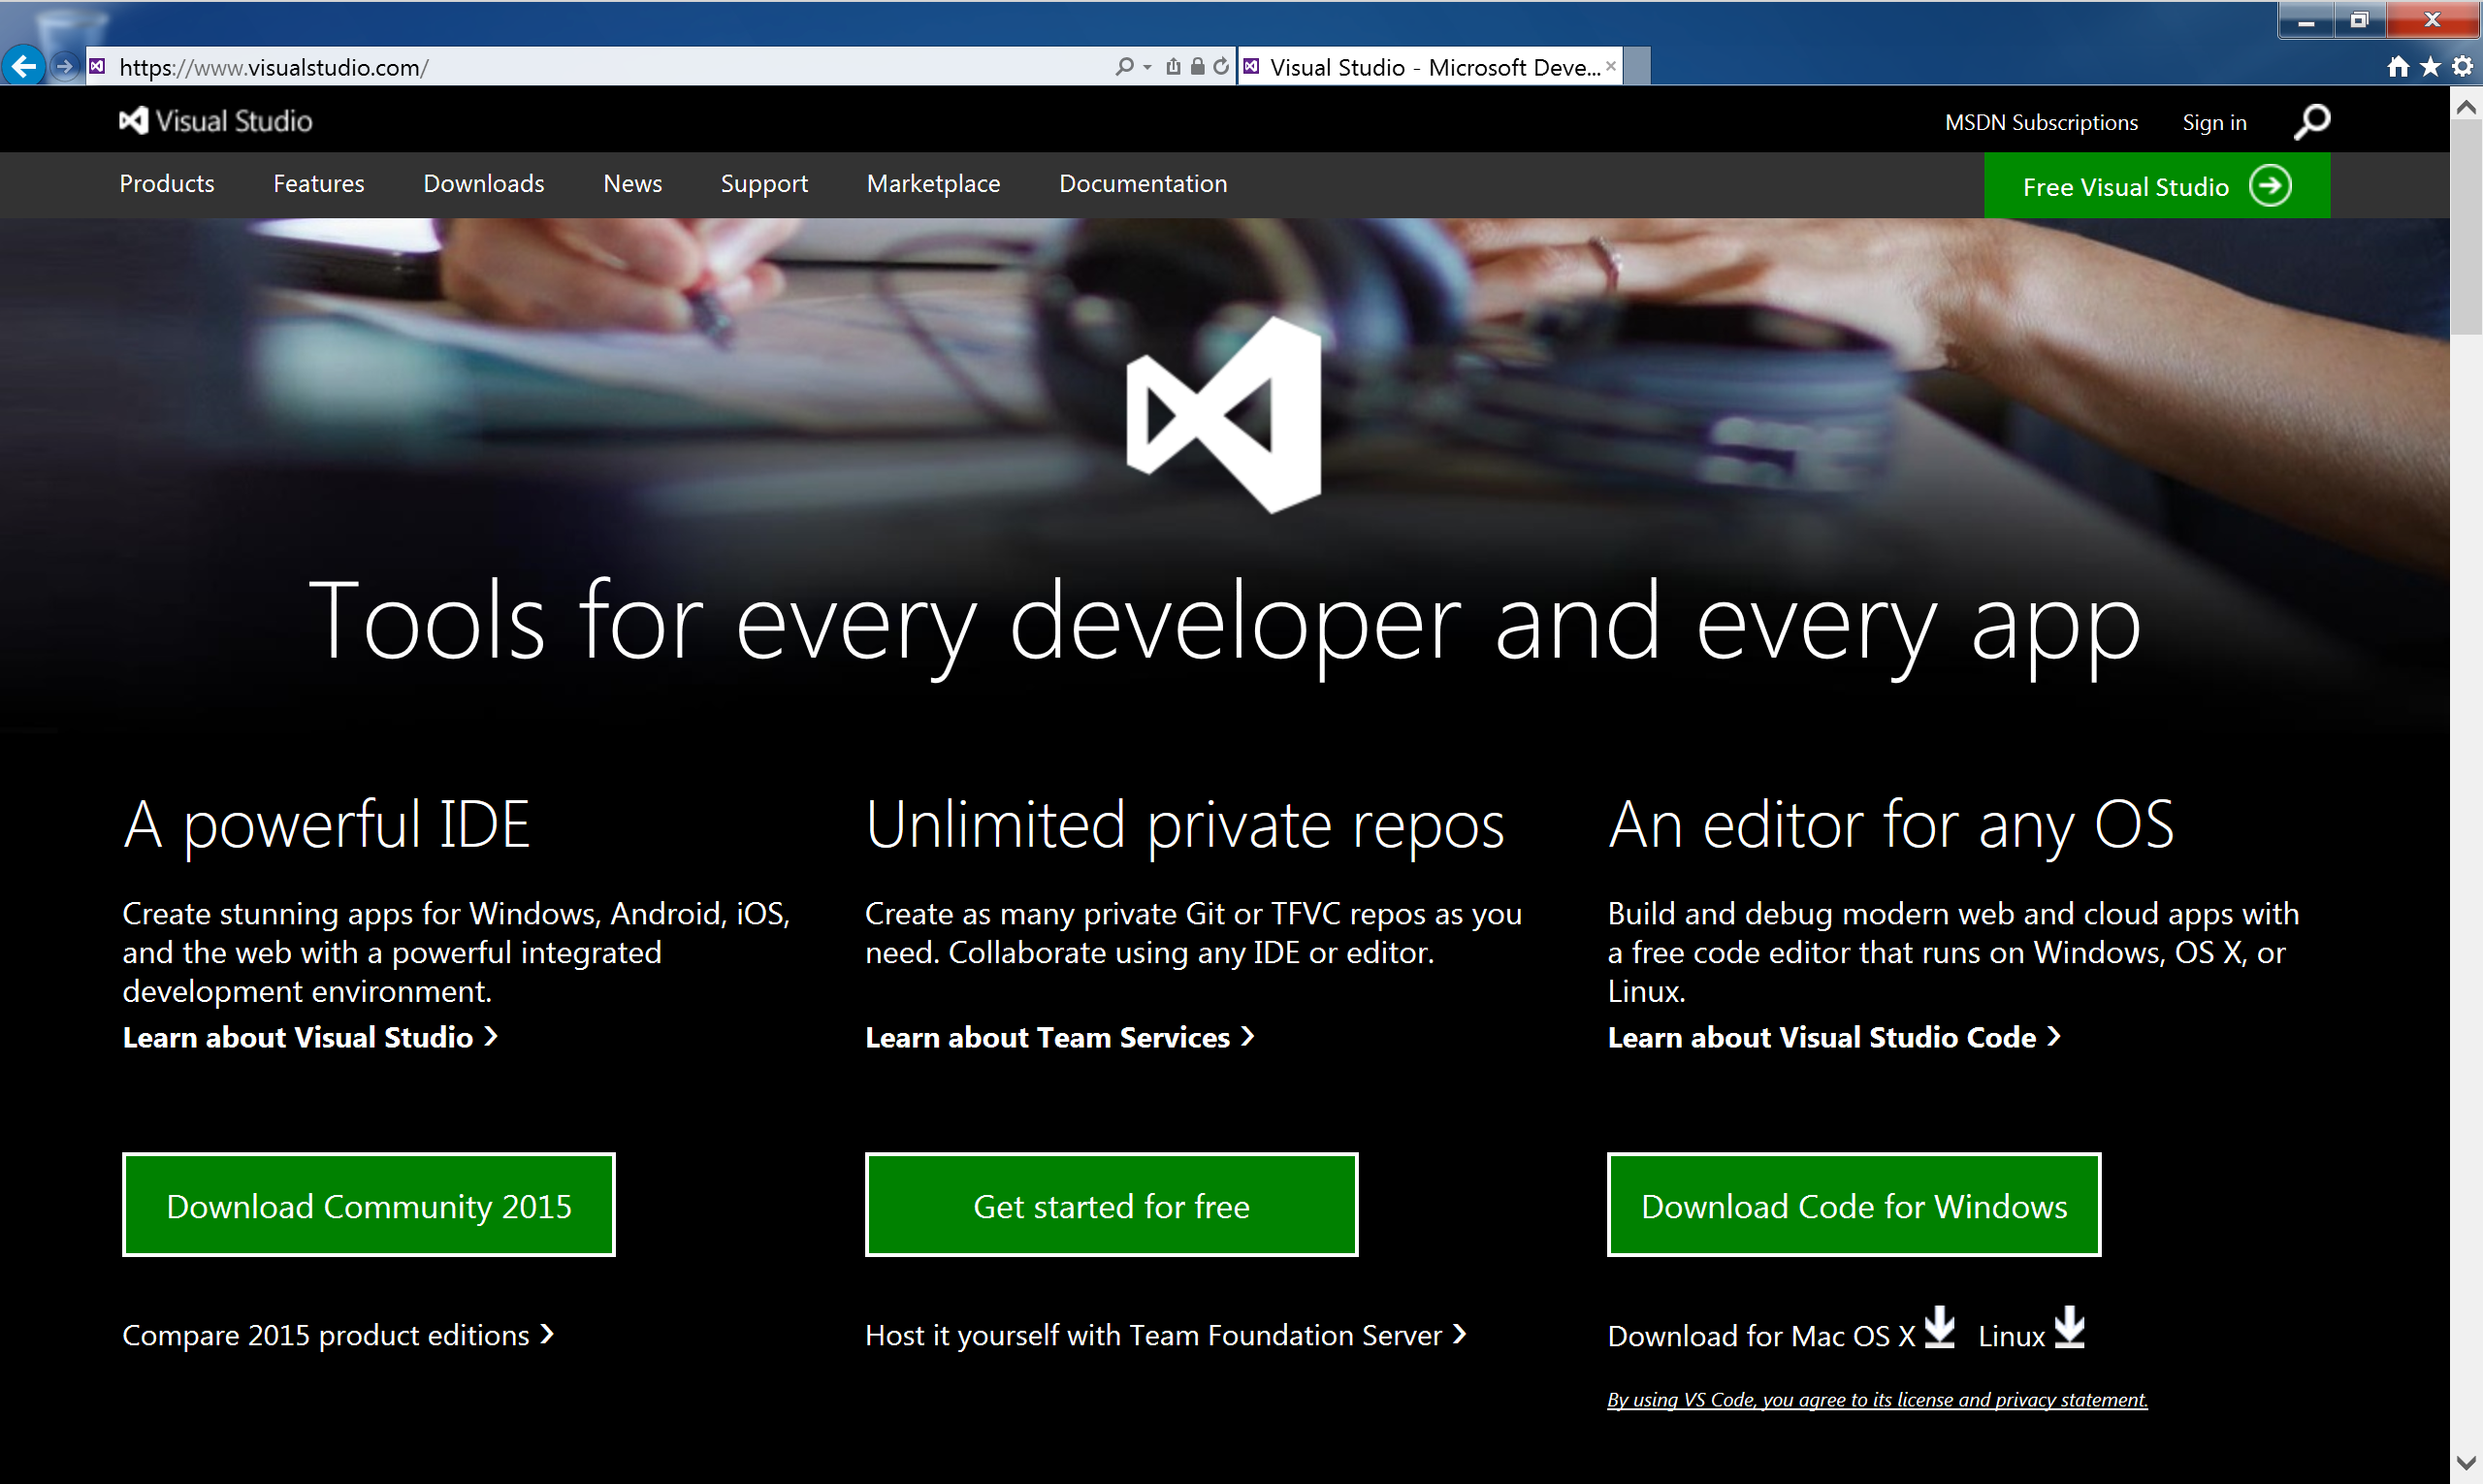 https://www.visualstudio.com/
Visual Studio - Microsoft Deve...
Visual Studio
MSDN Subscriptions
Sign in
Products
Features
Downloads
News
Support
Marketplace
Documentation
Free Visual Studio
Tools for every developer and every app
A powerful IDE
Create stunning apps for Windows, Android, iOS,
and the web with a powerful integrated
development environment.
Learn about Visual Studio
Download Community 2015
Compare 2015 product editions
Unlimited private repos
Create as many private Git or TFVC repos as you
need. Collaborate using any IDE or editor.
Learn about Team Services
Get started for free
Host it yourself with Team Foundation Server
An editor for any OS
Build and debug modern web and cloud apps with
a free code editor that runs on Windows, OS X, or
Linux.
Learn about Visual Studio Code
Download Code for Windows
Download for Mac OS X
Linux
By using VS Code, you agree to its license and privacy statement.